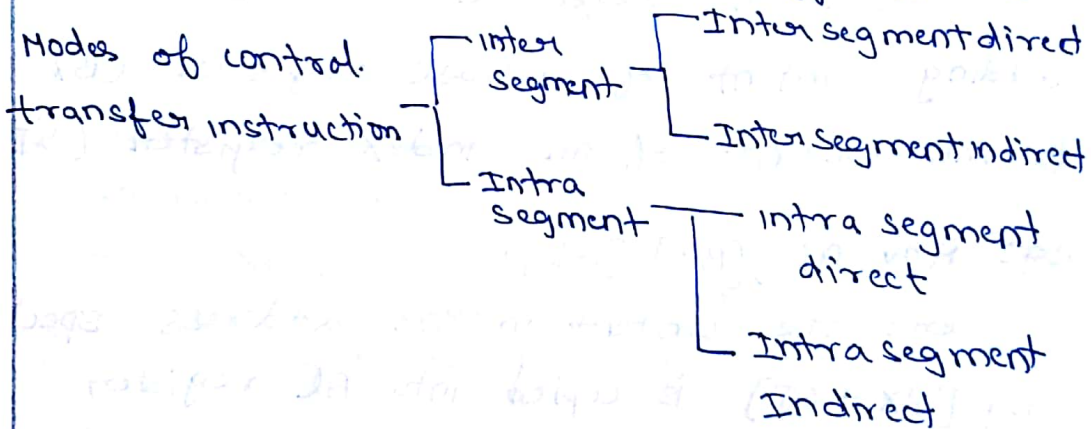 Modes of control.
transfer instruction
inter
segment
Inter segment direct
Inter segment indirect
Intra
segment
intra segment
direct
Intra segment
Indirect